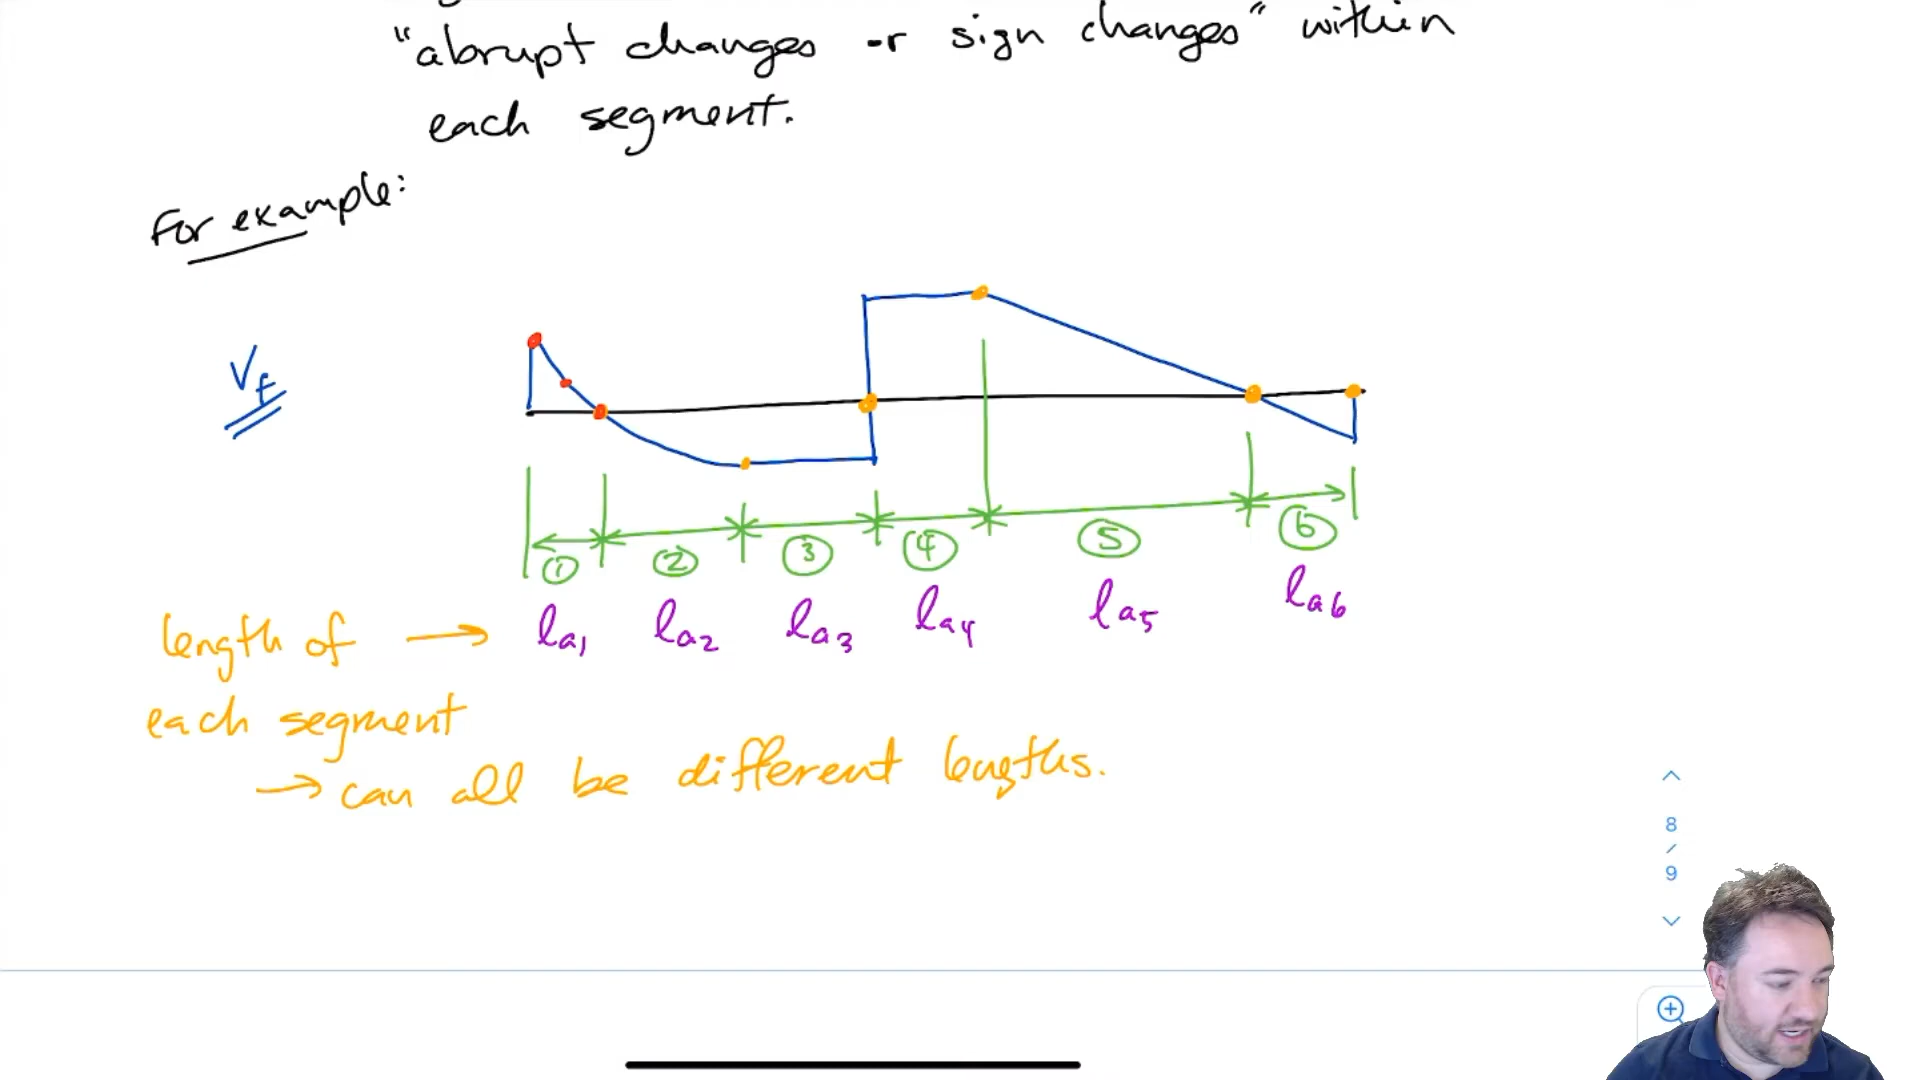 "abrupt changes or sign changes" within
each segment.
For example:
Vf
① ② ③ ④ ⑤ ⑥
la1 la2 la3 la4 la5 la6
length of →
each segment
→ can all be different lengths.
8
/
9